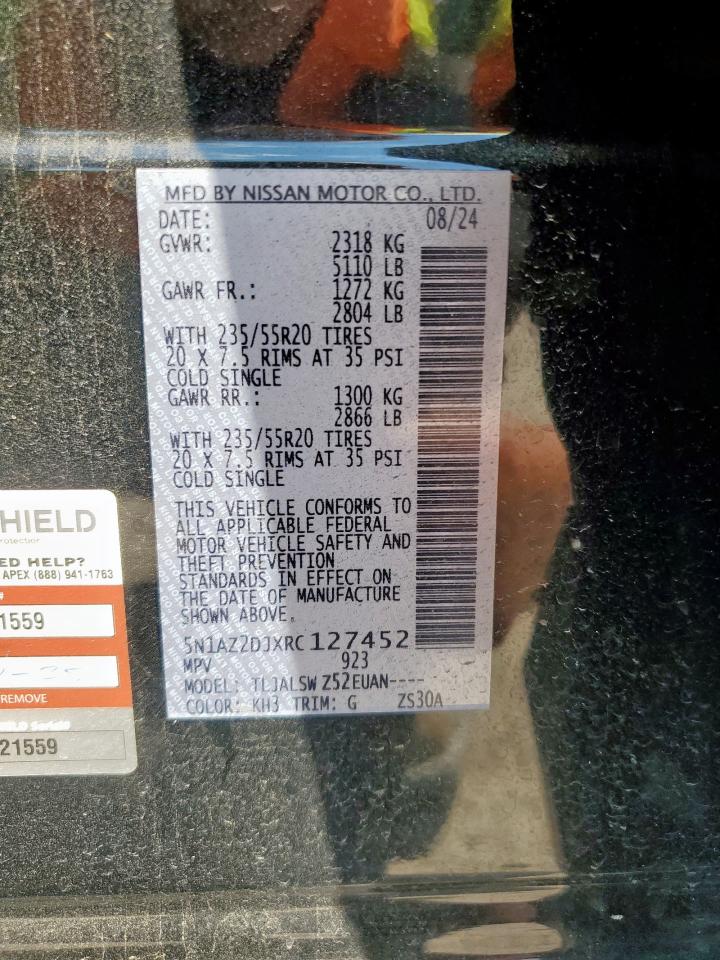 MFD BY NISSAN MOTOR CO., LTD.
DATE: 08/24
GVWR: 2318 KG
5110 LB
GAWR FR.: 1272 KG
2804 LB
WITH 235/55R20 TIRES
20 X 7.5 RIMS AT 35 PSI
COLD SINGLE
GAWR RR.: 1300 KG
2866 LB
WITH 235/55R20 TIRES
20 X 7.5 RIMS AT 35 PSI
COLD SINGLE
THIS VEHICLE CONFORMS TO
ALL APPLICABLE FEDERAL
MOTOR VEHICLE SAFETY AND
THEFT PREVENTION
STANDARDS IN EFFECT ON
THE DATE OF MANUFACTURE
SHOWN ABOVE.
5N1AZ2DJXRC127452
MPV 923
MODEL: TLJALSW Z52EUAN----
COLOR: KH3 TRIM: G ZS30A
HIELD
rotection
ED HELP?
APEX (888) 941-1763
#
1559
REMOVE
21559